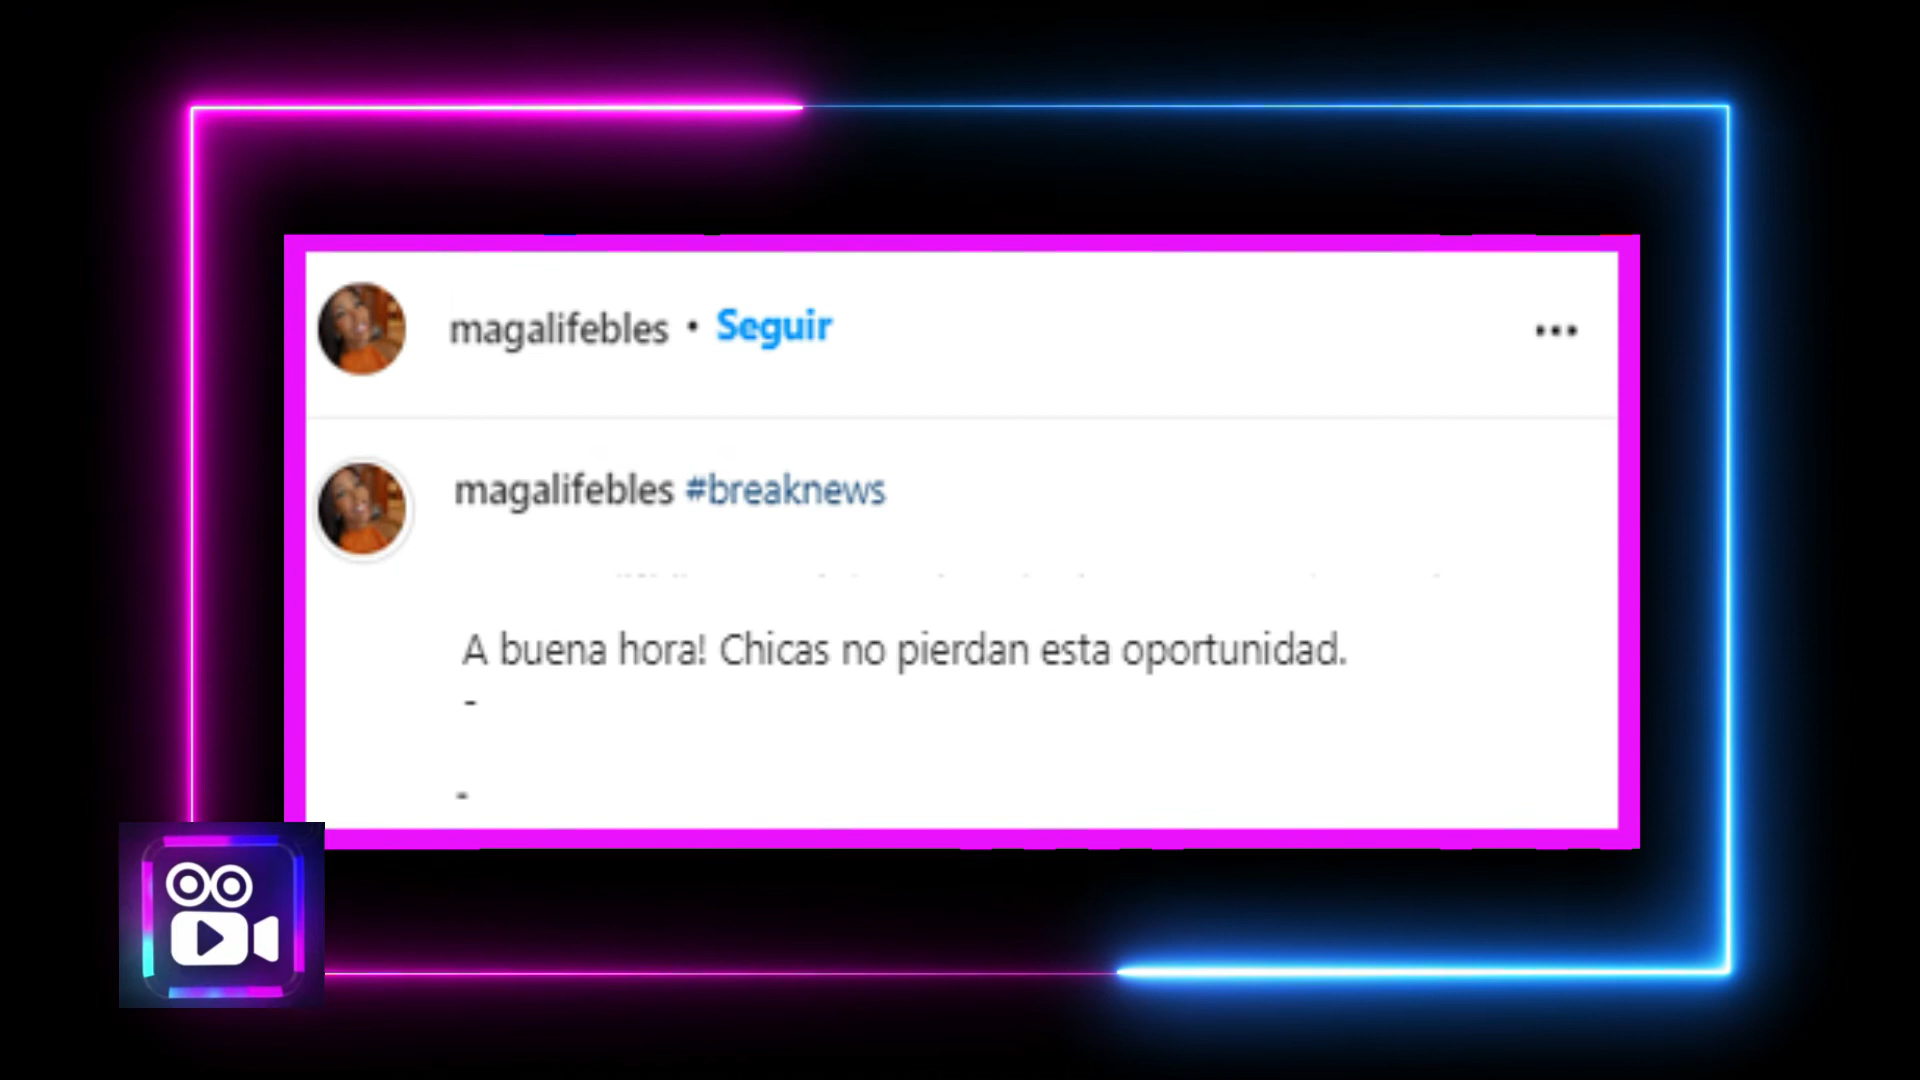 magalifebles • Seguir
magalifebles #breaknews
A buena hora! Chicas no pierdan esta oportunidad.
-
-